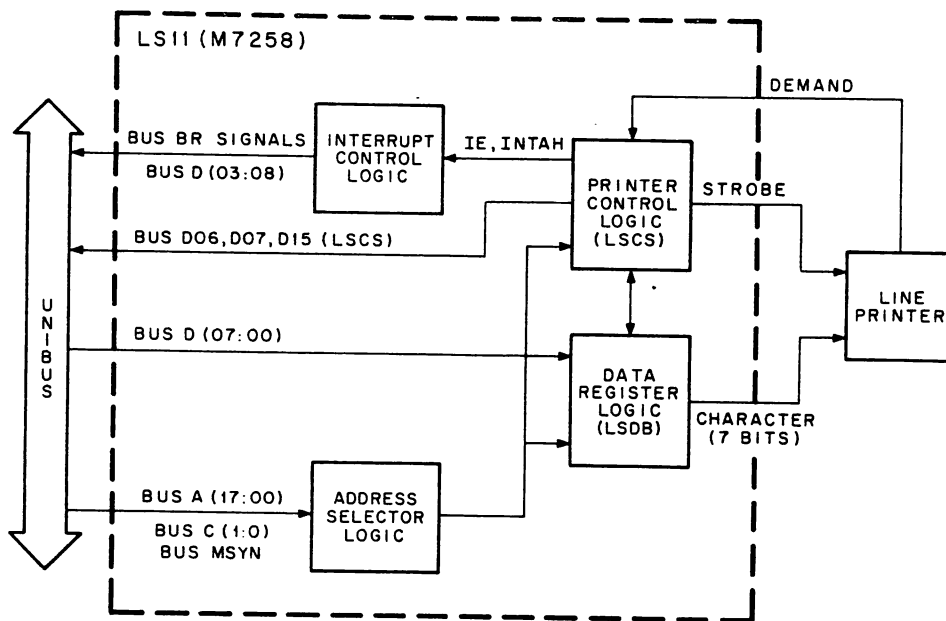 LS11 (M7258)
DEMAND
BUS BR SIGNALS
BUS D (03:08)
INTERRUPT
CONTROL
LOGIC
IE, INTAH
PRINTER
CONTROL
LOGIC
(LSCS)
STROBE
BUS D06, D07, D15 (LSCS)
LINE
PRINTER
UNIBUS
BUS D (07:00)
DATA
REGISTER
LOGIC
(LSDB)
CHARACTER
(7 BITS)
BUS A (17:00)
BUS C (1:0)
BUS MSYN
ADDRESS
SELECTOR
LOGIC